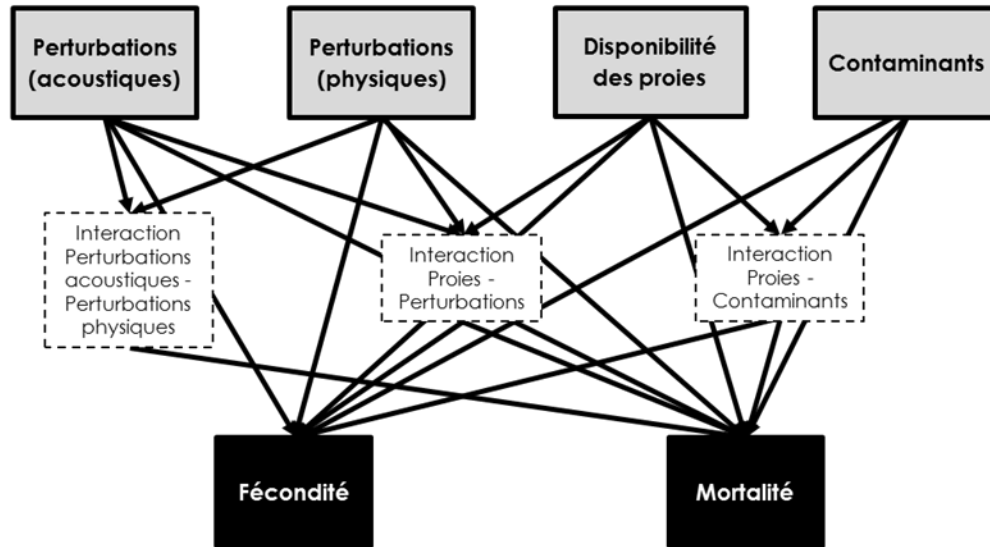 Perturbations
(acoustiques)
Perturbations
(physiques)
Disponibilité
des proies
Contaminants
Interaction
Perturbations
acoustiques -
Perturbations
physiques
Interaction
Proies -
Perturbations
Interaction
Proies -
Contaminants
Fécondité
Mortalité